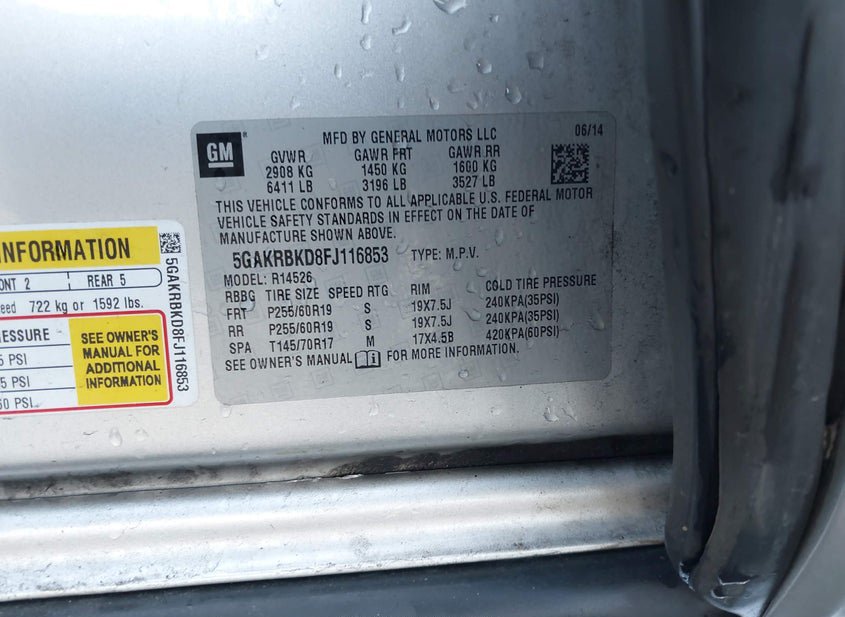 GM
MFD BY GENERAL MOTORS LLC 06/14
GVWR GAWR FRT GAWR RR
2908 KG 1450 KG 1600 KG
6411 LB 3196 LB 3527 LB
THIS VEHICLE CONFORMS TO ALL APPLICABLE U.S. FEDERAL MOTOR
VEHICLE SAFETY STANDARDS IN EFFECT ON THE DATE OF
MANUFACTURE SHOWN ABOVE.
5GAKRBKD8FJ116853 TYPE: M.P.V.
MODEL: R14526
RBBG TIRE SIZE SPEED RTG RIM COLD TIRE PRESSURE
FRT P255/60R19 S 19X7.5J 240KPA(35PSI)
RR P255/60R19 S 19X7.5J 240KPA(35PSI)
SPA T145/70R17 M 17X4.5B 420KPA(60PSI)
SEE OWNER'S MANUAL FOR MORE INFORMATION.
INFORMATION
ONT 2 REAR 5
eed 722 kg or 1592 lbs.
ESSURE
5 PSI
5 PSI
60 PSI
SEE OWNER'S
MANUAL FOR
ADDITIONAL
INFORMATION
5GAKRBKD8FJ116853